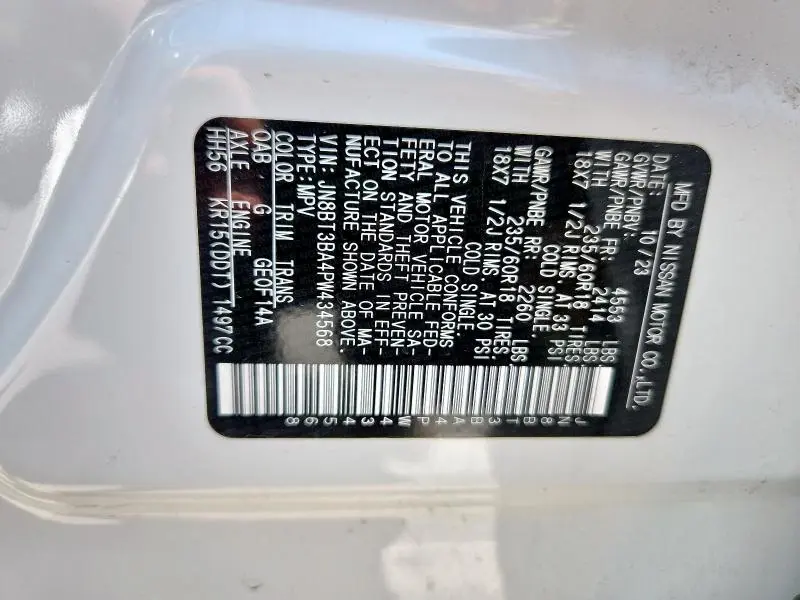 MFD BY NISSAN MOTOR CO.,LTD.
DATE: 10/23
GVWR/PNBV: 4553 LBS.
GAWR/PNBE FR: 2414 LBS.
WITH 235/60R18 TIRES
18X7 1/2J RIMS AT 33 PSI
COLD SINGLE
GAWR/PNBE RR: 2260 LBS.
WITH 235/60R18 TIRES
18X7 1/2J RIMS AT 30 PSI
COLD SINGLE
THIS VEHICLE CONFORMS
TO ALL APPLICABLE FED-
ERAL MOTOR VEHICLE SA-
FETY AND THEFT PREVEN-
TION STANDARDS IN EFF-
ECT ON THE DATE OF MA-
NUFACTURE SHOWN ABOVE.
VIN: JN8BT3BA4PW434568
TYPE:MPV
COLOR TRIM TRANS
QAB G GE0F14A
AXLE ENGINE
HH56 KR15(DDT) 1497CC
JN8BT3BA4PW434568